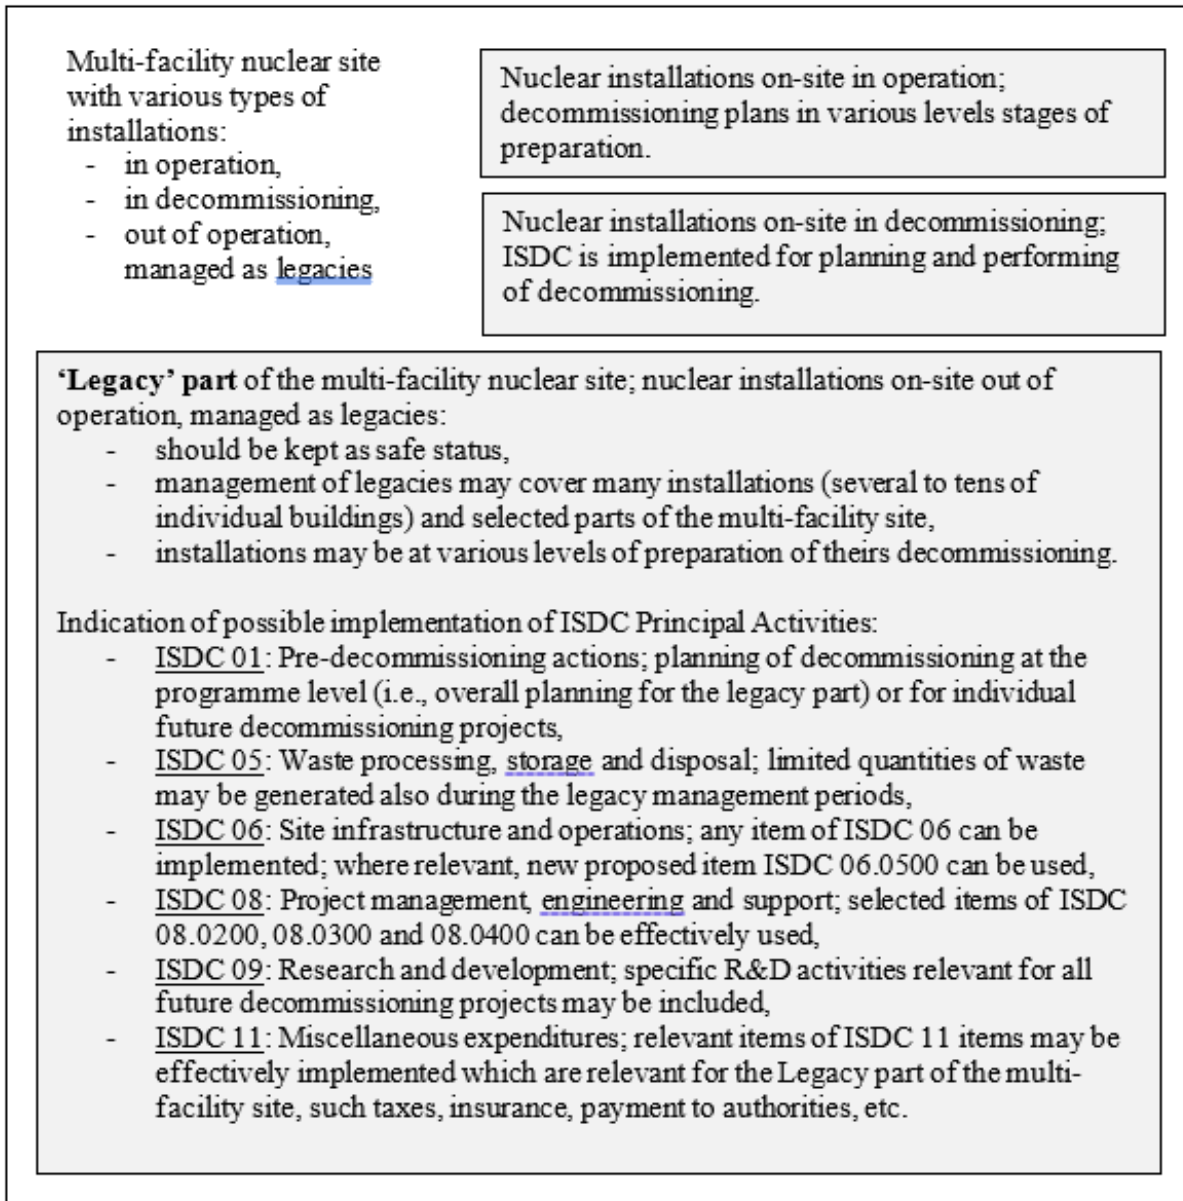 Multi-facility nuclear site
with various types of
installations:
- in operation,
- in decommissioning,
- out of operation,
managed as legacies
Nuclear installations on-site in operation;
decommissioning plans in various levels stages of
preparation.
Nuclear installations on-site in decommissioning;
ISDC is implemented for planning and performing
of decommissioning.
‘Legacy’ part of the multi-facility nuclear site; nuclear installations on-site out of
operation, managed as legacies:
- should be kept as safe status,
- management of legacies may cover many installations (several to tens of
individual buildings) and selected parts of the multi-facility site,
- installations may be at various levels of preparation of theirs decommissioning.
Indication of possible implementation of ISDC Principal Activities:
- ISDC 01: Pre-decommissioning actions; planning of decommissioning at the
programme level (i.e., overall planning for the legacy part) or for individual
future decommissioning projects,
- ISDC 05: Waste processing, storage and disposal; limited quantities of waste
may be generated also during the legacy management periods,
- ISDC 06: Site infrastructure and operations; any item of ISDC 06 can be
implemented; where relevant, new proposed item ISDC 06.0500 can be used,
- ISDC 08: Project management, engineering and support; selected items of ISDC
08.0200, 08.0300 and 08.0400 can be effectively used,
- ISDC 09: Research and development; specific R&D activities relevant for all
future decommissioning projects may be included,
- ISDC 11: Miscellaneous expenditures; relevant items of ISDC 11 items may be
effectively implemented which are relevant for the Legacy part of the multi-
facility site, such taxes, insurance, payment to authorities, etc.